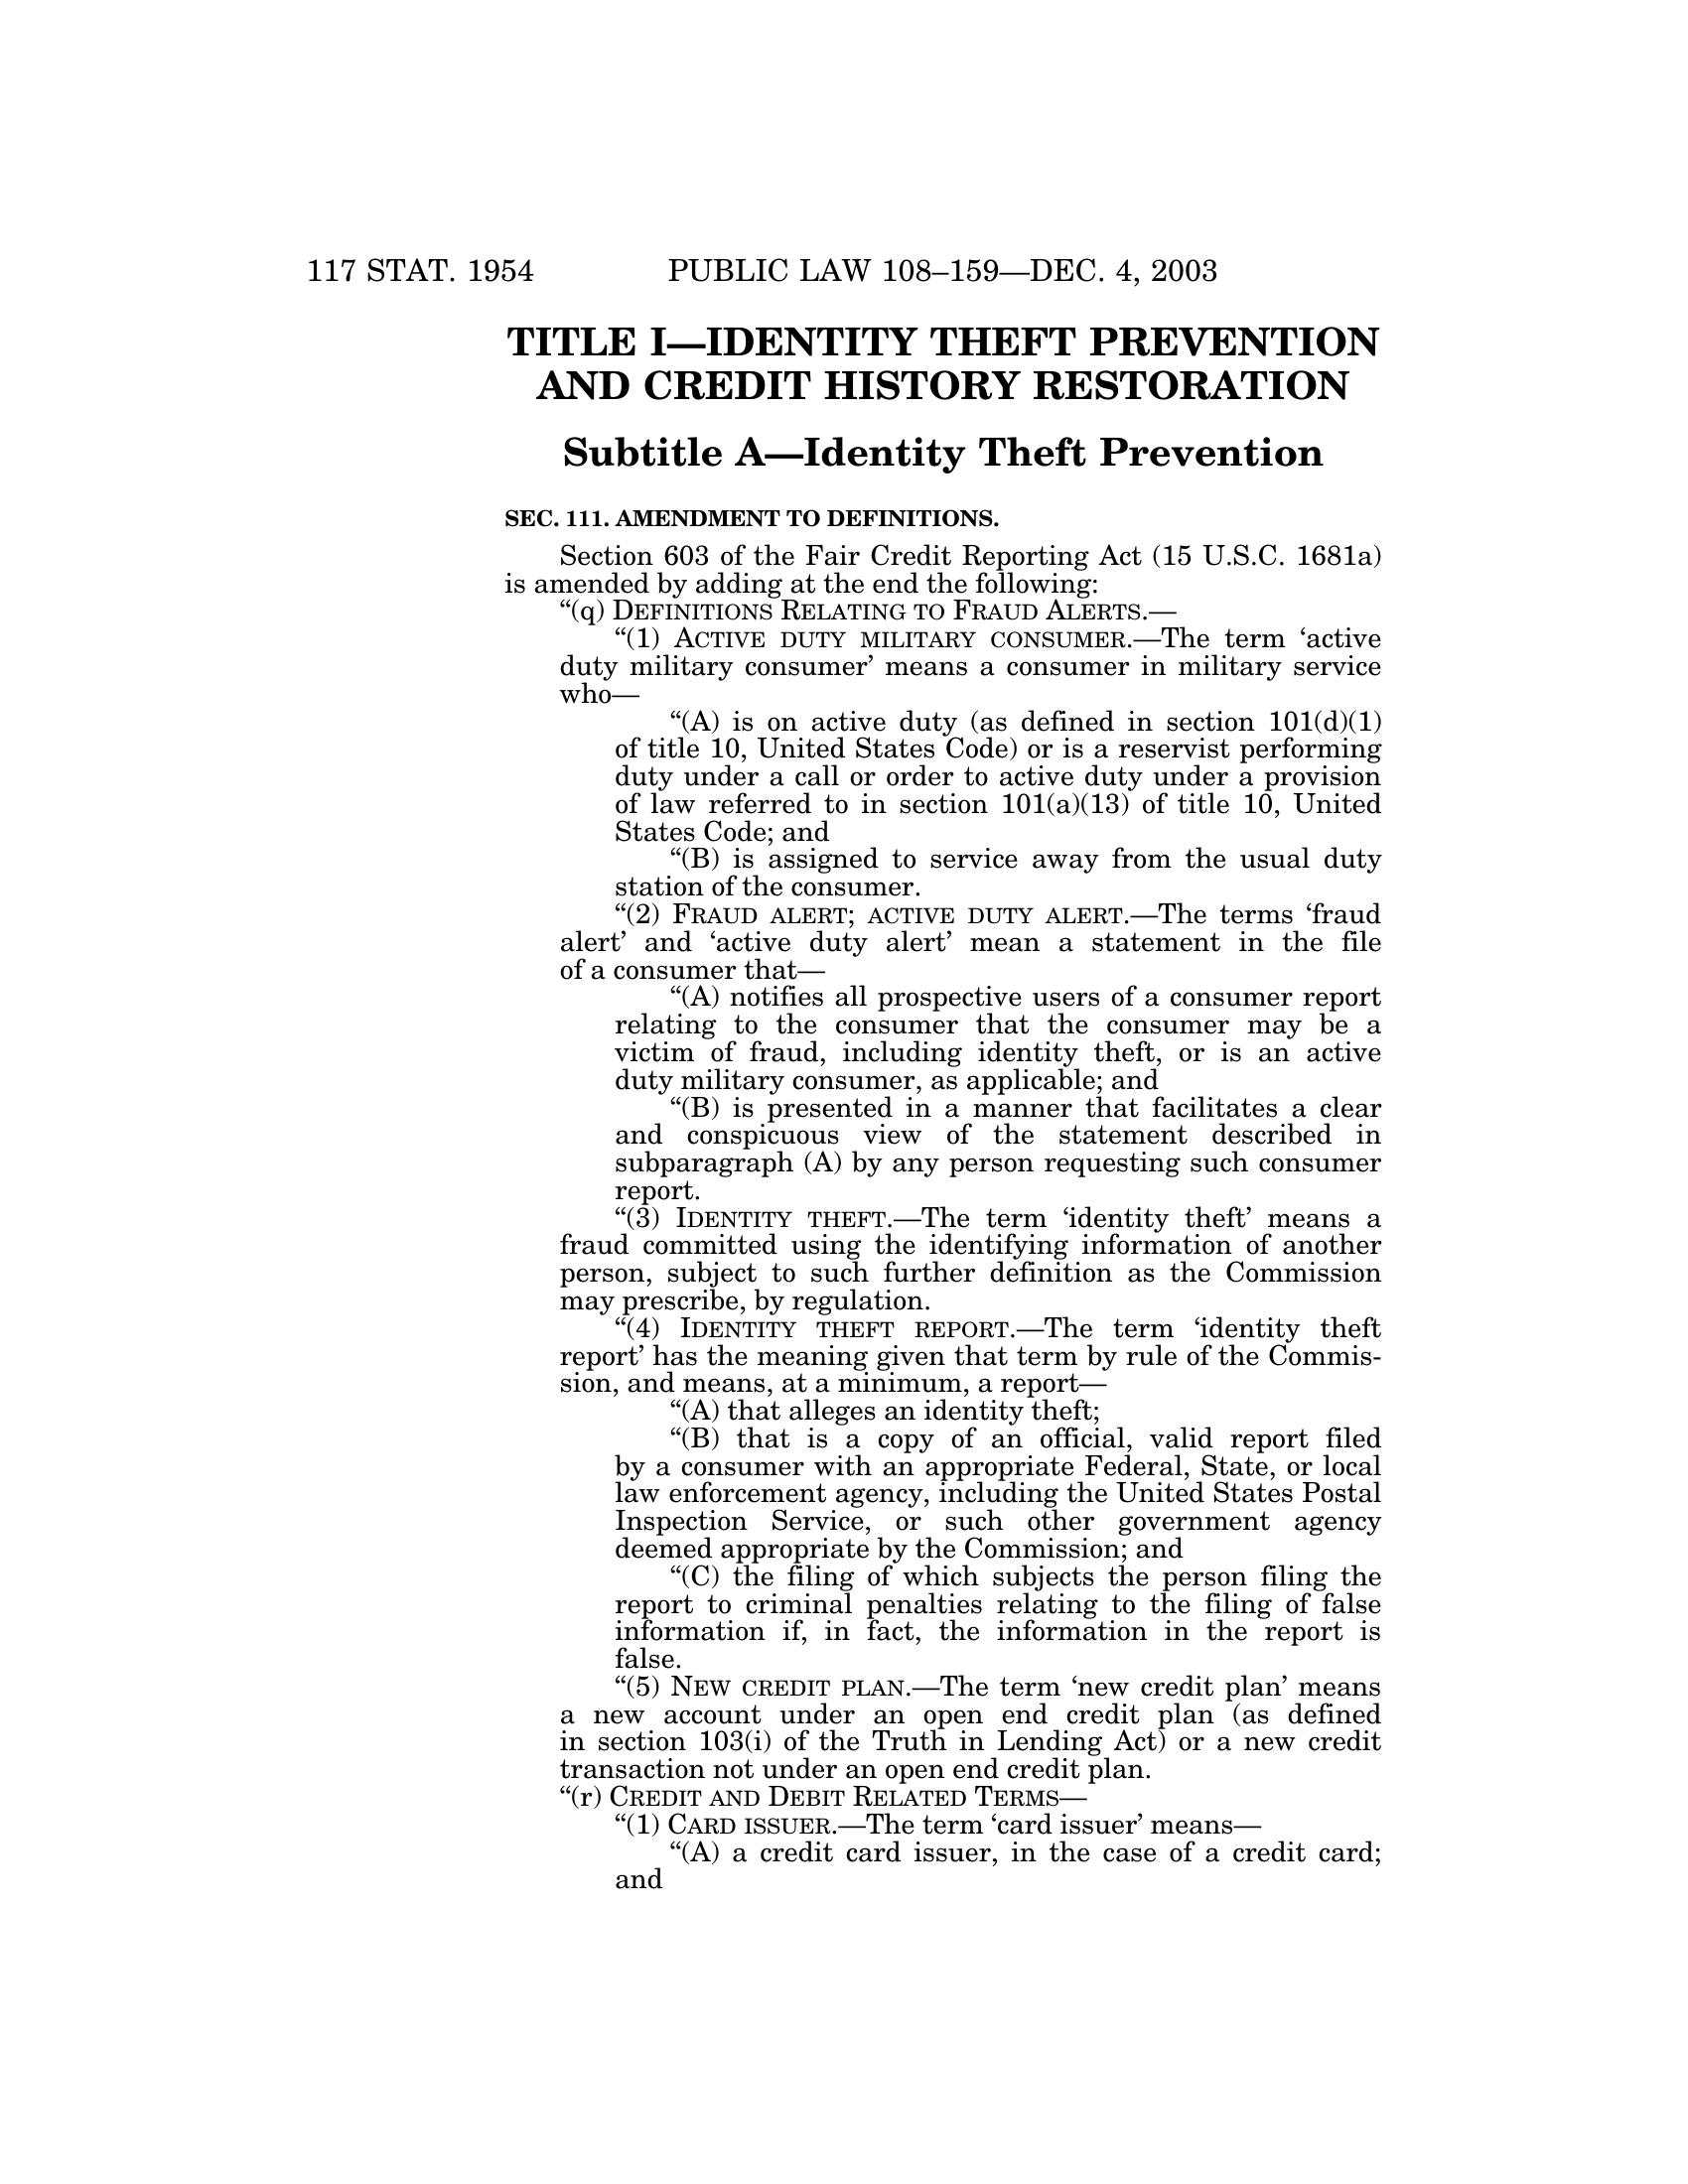 117 STAT. 1954 PUBLIC LAW 108–159—DEC. 4, 2003
TITLE I—IDENTITY THEFT PREVENTION
AND CREDIT HISTORY RESTORATION
Subtitle A—Identity Theft Prevention
SEC. 111. AMENDMENT TO DEFINITIONS.
Section 603 of the Fair Credit Reporting Act (15 U.S.C. 1681a)
is amended by adding at the end the following:
“(q) DEFINITIONS RELATING TO FRAUD ALERTS.—
“(1) ACTIVE DUTY MILITARY CONSUMER.—The term ‘active
duty military consumer’ means a consumer in military service
who—
“(A) is on active duty (as defined in section 101(d)(1)
of title 10, United States Code) or is a reservist performing
duty under a call or order to active duty under a provision
of law referred to in section 101(a)(13) of title 10, United
States Code; and
“(B) is assigned to service away from the usual duty
station of the consumer.
“(2) FRAUD ALERT; ACTIVE DUTY ALERT.—The terms ‘fraud
alert’ and ‘active duty alert’ mean a statement in the file
of a consumer that—
“(A) notifies all prospective users of a consumer report
relating to the consumer that the consumer may be a
victim of fraud, including identity theft, or is an active
duty military consumer, as applicable; and
“(B) is presented in a manner that facilitates a clear
and conspicuous view of the statement described in
subparagraph (A) by any person requesting such consumer
report.
“(3) IDENTITY THEFT.—The term ‘identity theft’ means a
fraud committed using the identifying information of another
person, subject to such further definition as the Commission
may prescribe, by regulation.
“(4) IDENTITY THEFT REPORT.—The term ‘identity theft
report’ has the meaning given that term by rule of the Commis-
sion, and means, at a minimum, a report—
“(A) that alleges an identity theft;
“(B) that is a copy of an official, valid report filed
by a consumer with an appropriate Federal, State, or local
law enforcement agency, including the United States Postal
Inspection Service, or such other government agency
deemed appropriate by the Commission; and
“(C) the filing of which subjects the person filing the
report to criminal penalties relating to the filing of false
information if, in fact, the information in the report is
false.
“(5) NEW CREDIT PLAN.—The term ‘new credit plan’ means
a new account under an open end credit plan (as defined
in section 103(i) of the Truth in Lending Act) or a new credit
transaction not under an open end credit plan.
“(r) CREDIT AND DEBIT RELATED TERMS—
“(1) CARD ISSUER.—The term ‘card issuer’ means—
“(A) a credit card issuer, in the case of a credit card;
and